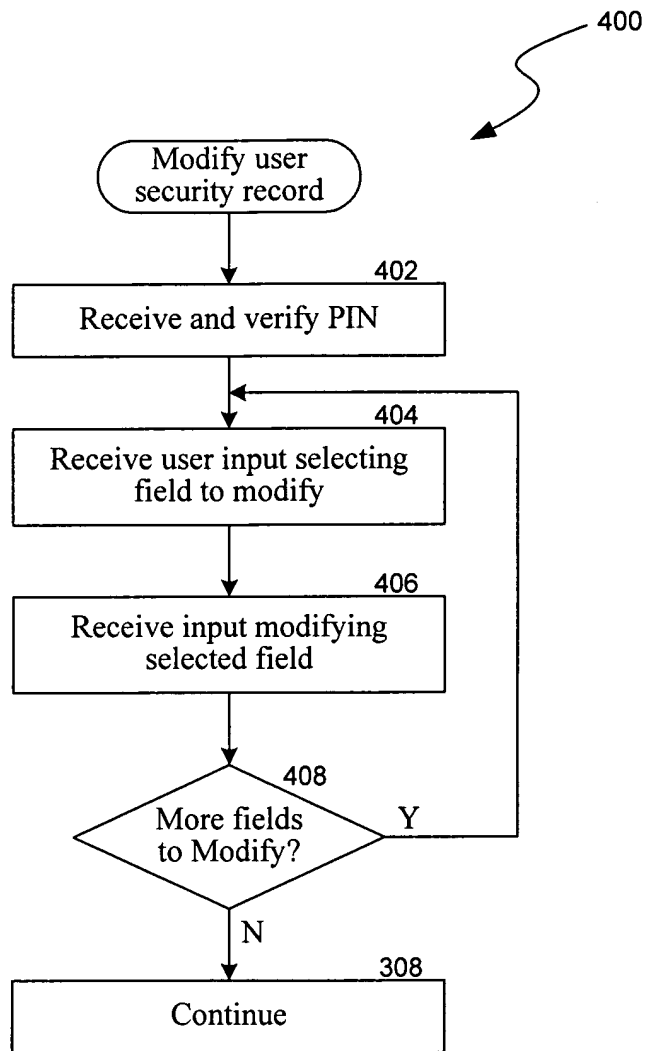 400
Modify user
security record
402
Receive and verify PIN
404
Receive user input selecting
field to modify
406
Receive input modifying
selected field
408
More fields
to Modify?
Y
N
308
Continue